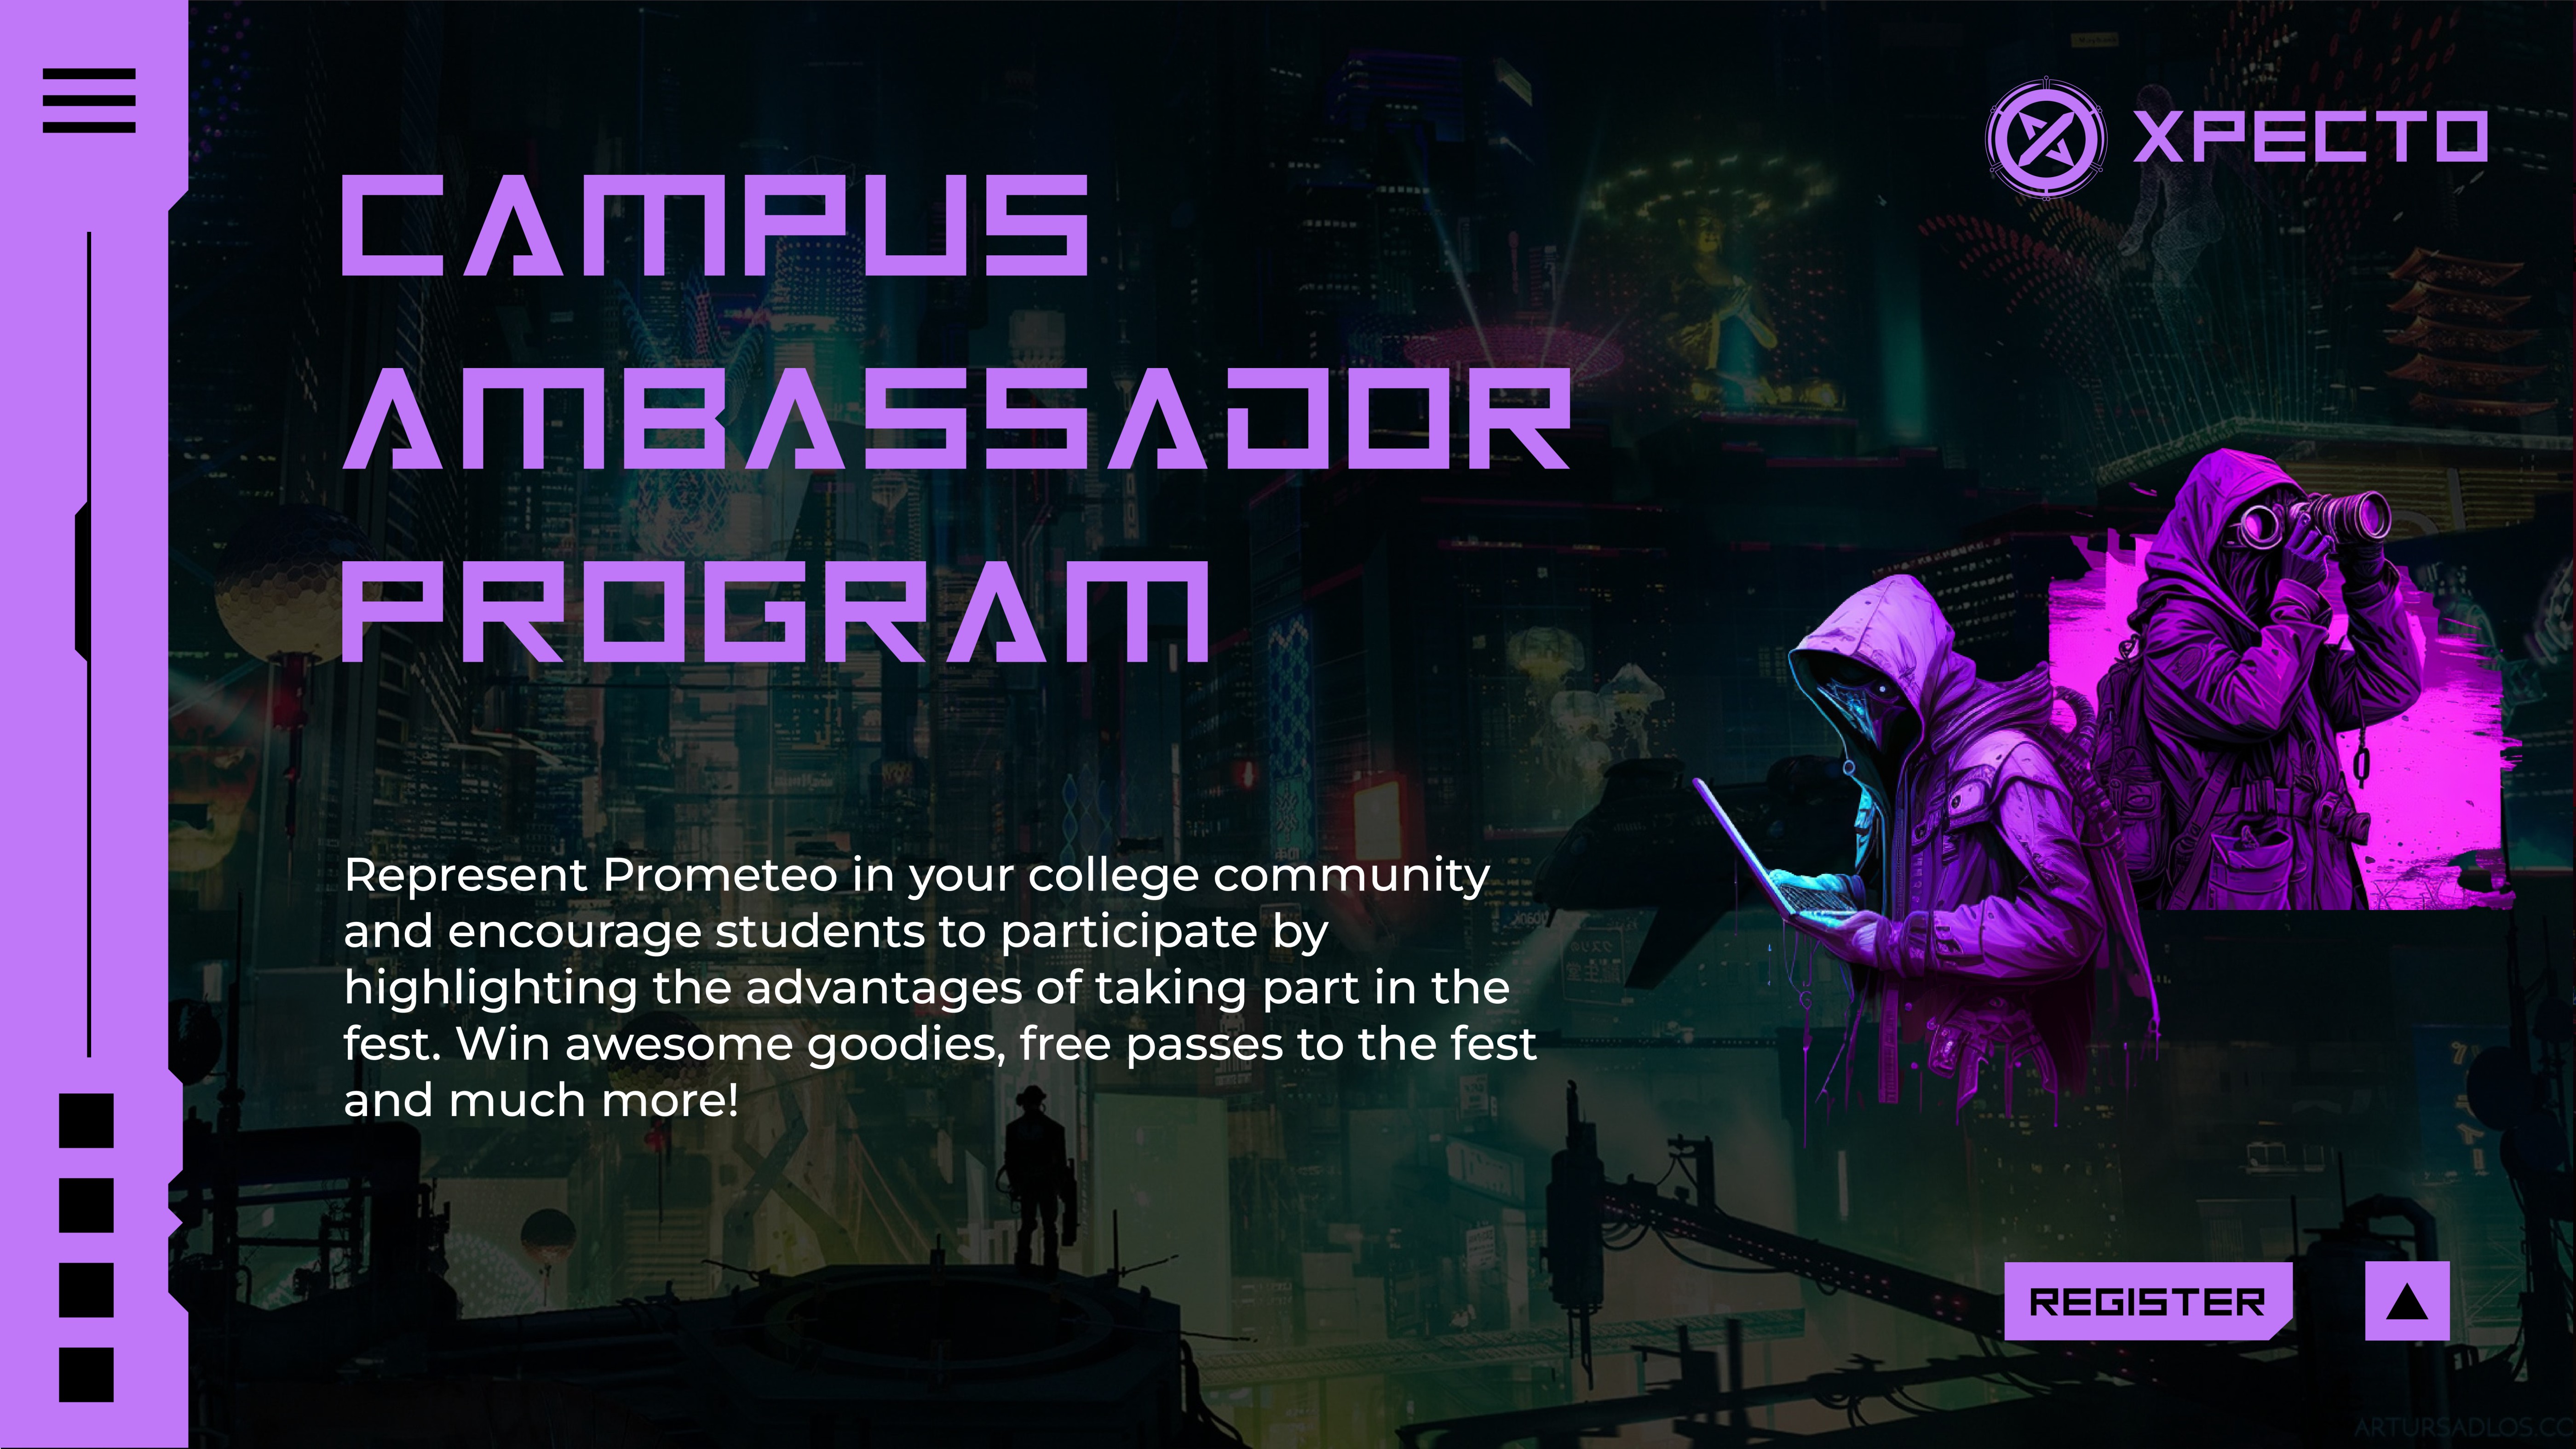 XPECTO
CAMPUS
AMBASSADOR
PROGRAM
Represent Prometeo in your college community
and encourage students to participate by
highlighting the advantages of taking part in the
fest. Win awesome goodies, free passes to the fest
and much more!
REGISTER